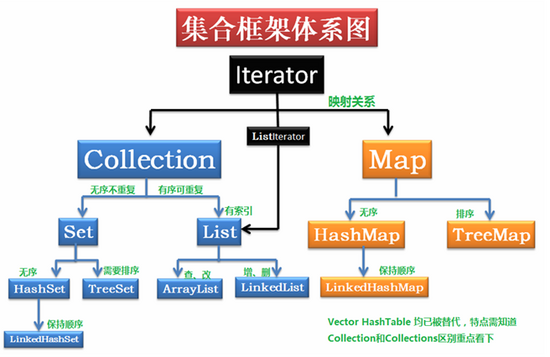 集合框架体系图
Iterator
映射关系
ListIterator
Collection
Map
无序不重复
有序可重复
有索引
无序
排序
Set
List
HashMap
TreeMap
无序
需要排序
查、改
增、删
保持顺序
HashSet
TreeSet
ArrayList
LinkedList
LinkedHashMap
保持顺序
LinkedHashSet
Vector HashTable 均已被替代，特点需知道
Collection和Collections区别重点看下